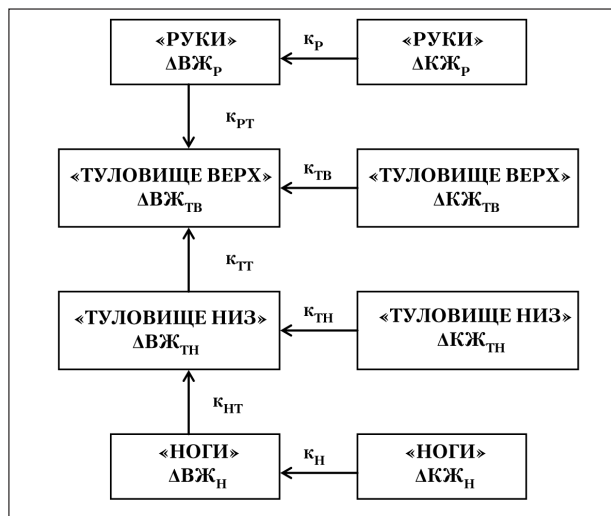 «РУКИ»
ΔВЖР
кР
«РУКИ»
ΔКЖР
кРТ
«ТУЛОВИЩЕ ВЕРХ»
ΔВЖТВ
кТВ
«ТУЛОВИЩЕ ВЕРХ»
ΔКЖТВ
кТТ
«ТУЛОВИЩЕ НИЗ»
ΔВЖТН
кТН
«ТУЛОВИЩЕ НИЗ»
ΔКЖТН
кНТ
«НОГИ»
ΔВЖН
кН
«НОГИ»
ΔКЖН